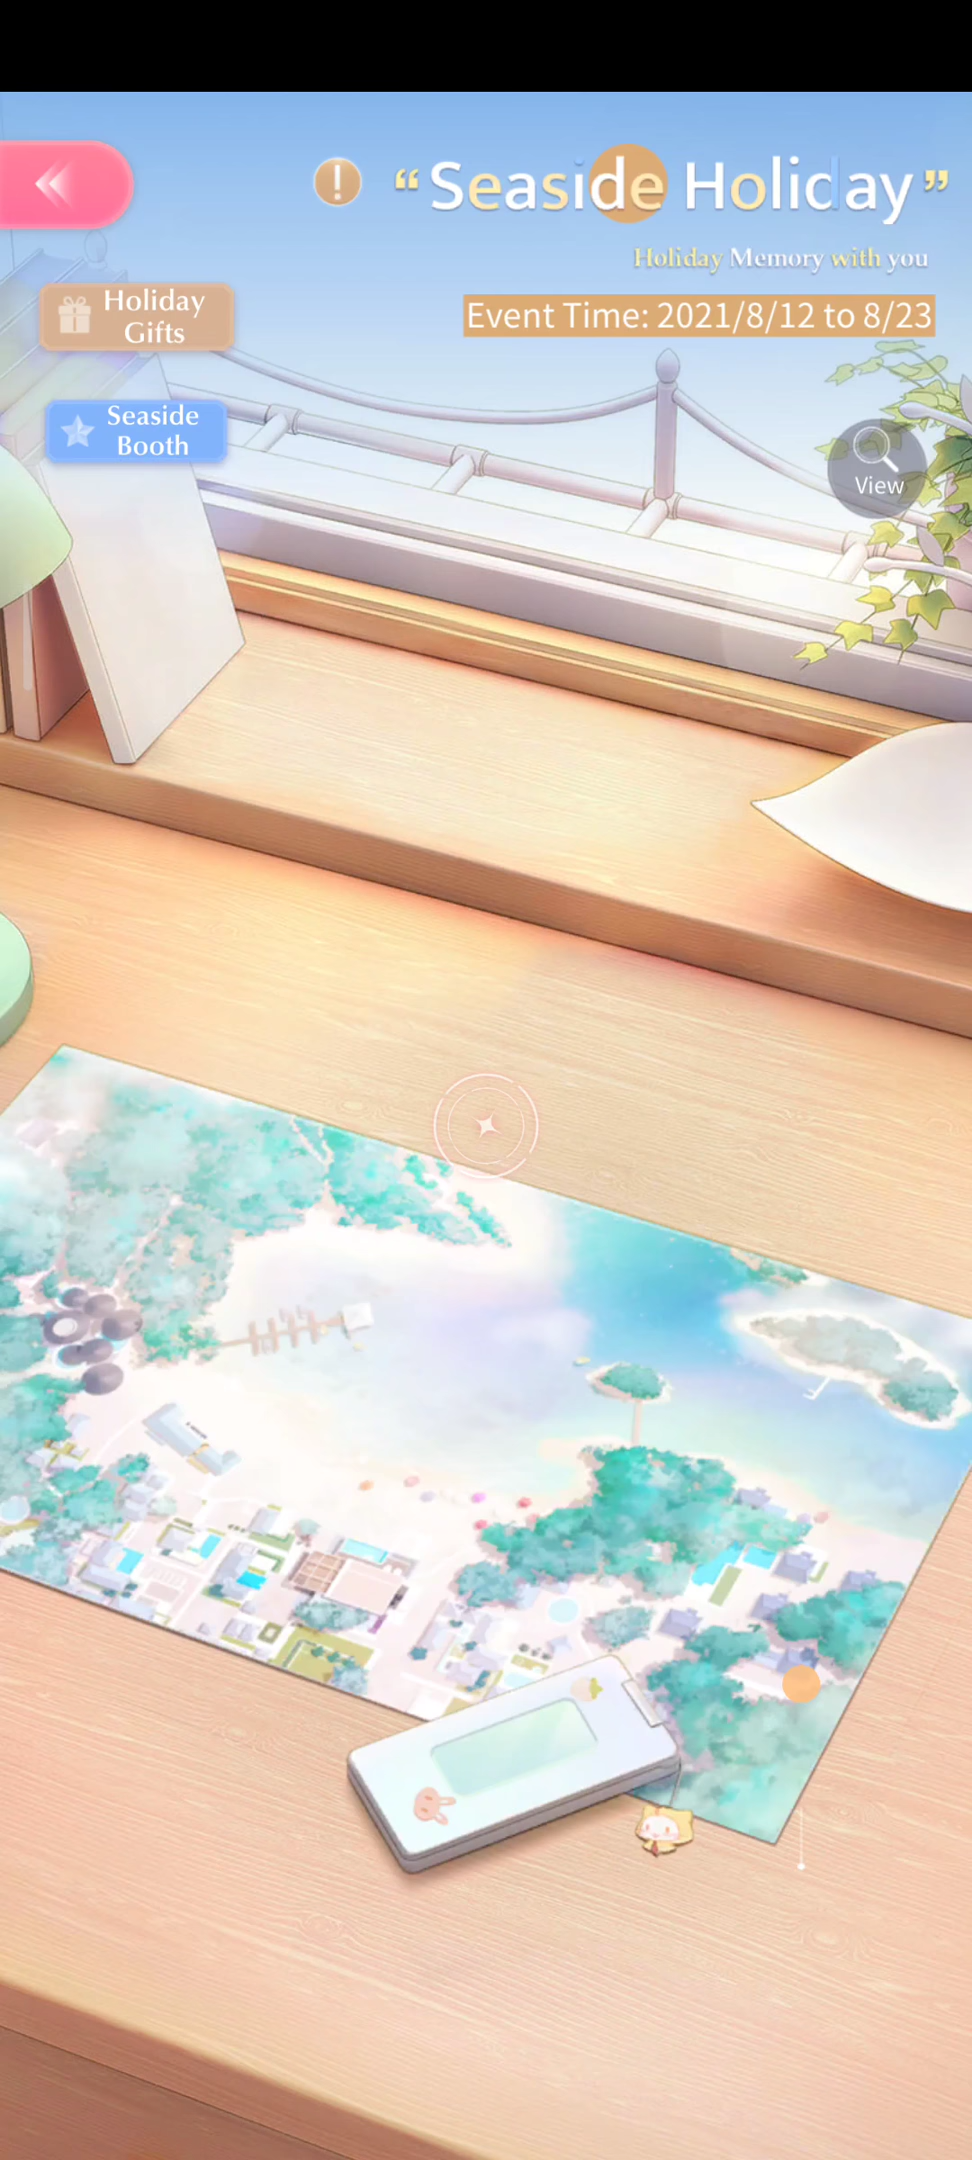 “Seaside Holiday”
Holiday Memory with you
Event Time: 2021/8/12 to 8/23
Holiday
Gifts
Seaside
Booth
View